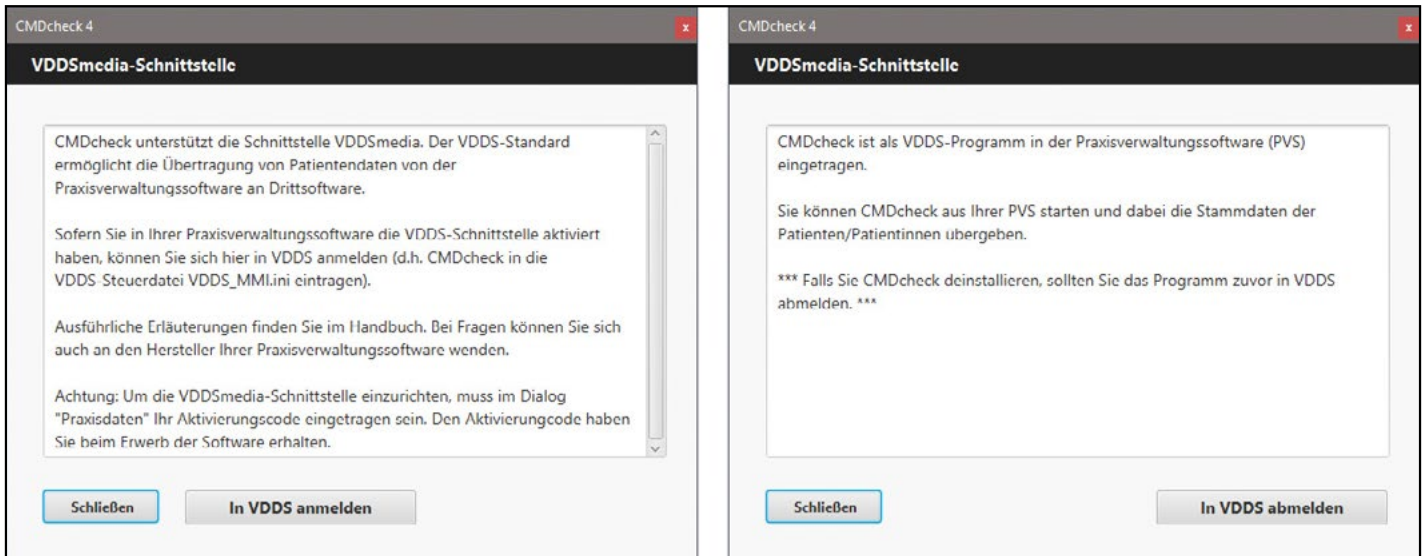 CMDcheck 4
x
VDDSmedia-Schnittstelle
CMDcheck unterstützt die Schnittstelle VDDSmedia. Der VDDS-Standard
ermöglicht die Übertragung von Patientendaten von der
Praxisverwaltungssoftware an Drittsoftware.
Sofern Sie in Ihrer Praxisverwaltungssoftware die VDDS-Schnittstelle aktiviert
haben, können Sie sich hier in VDDS anmelden (d.h. CMDcheck in die
VDDS-Steuerdatei VDDS_MMI.ini eintragen).
Ausführliche Erläuterungen finden Sie im Handbuch. Bei Fragen können Sie sich
auch an den Hersteller Ihrer Praxisverwaltungssoftware wenden.
Achtung: Um die VDDSmedia-Schnittstelle einzurichten, muss im Dialog
"Praxisdaten" Ihr Aktivierungscode eingetragen sein. Den Aktivierungcode haben
Sie beim Erwerb der Software erhalten.
Schließen
In VDDS anmelden
CMDcheck 4
x
VDDSmedia-Schnittstelle
CMDcheck ist als VDDS-Programm in der Praxisverwaltungssoftware (PVS)
eingetragen.
Sie können CMDcheck aus Ihrer PVS starten und dabei die Stammdaten der
Patienten/Patientinnen übergeben.
*** Falls Sie CMDcheck deinstallieren, sollten Sie das Programm zuvor in VDDS
abmelden. ***
Schließen
In VDDS abmelden